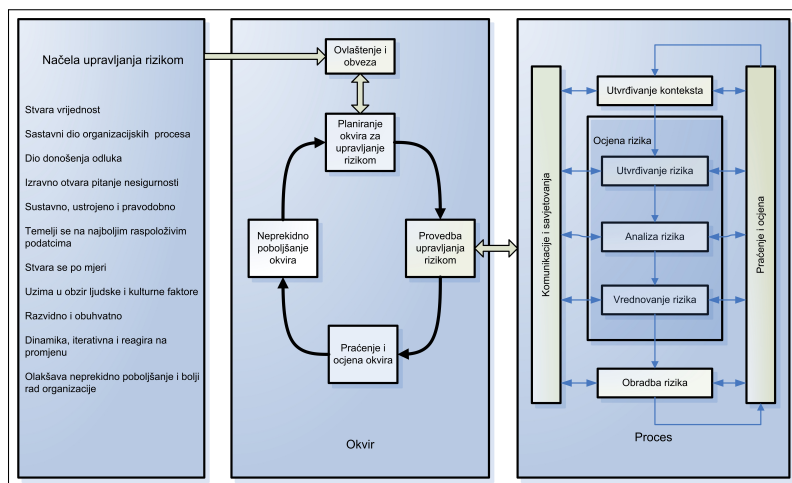 Načela upravljanja rizikom
Stvara vrijednost
Sastavni dio organizacijskih procesa
Dio donošenja odluka
Izravno otvara pitanje nesigurnosti
Sustavno, ustrojeno i pravodobno
Temelji se na najboljim raspoloživim
podatcima
Stvara se po mjeri
Uzima u obzir ljudske i kulturne faktore
Razvidno i obuhvatno
Dinamika, iterativna i reagira na
promjenu
Olakšava neprekidno poboljšanje i bolji
rad organizacije
Ovlaštenje i
obveza
Planiranje
okvira za
upravljanje
rizikom
Neprekidno
poboljšanje
okvira
Provedba
upravljanja
rizikom
Praćenje i
ocjena okvira
Okvir
Komunikacije i savjetovanja
Utvrđivanje konteksta
Ocjena rizika
Utvrđivanje rizika
Analiza rizika
Vrednovanje rizika
Obradba rizika
Praćenje i ocjena
Proces